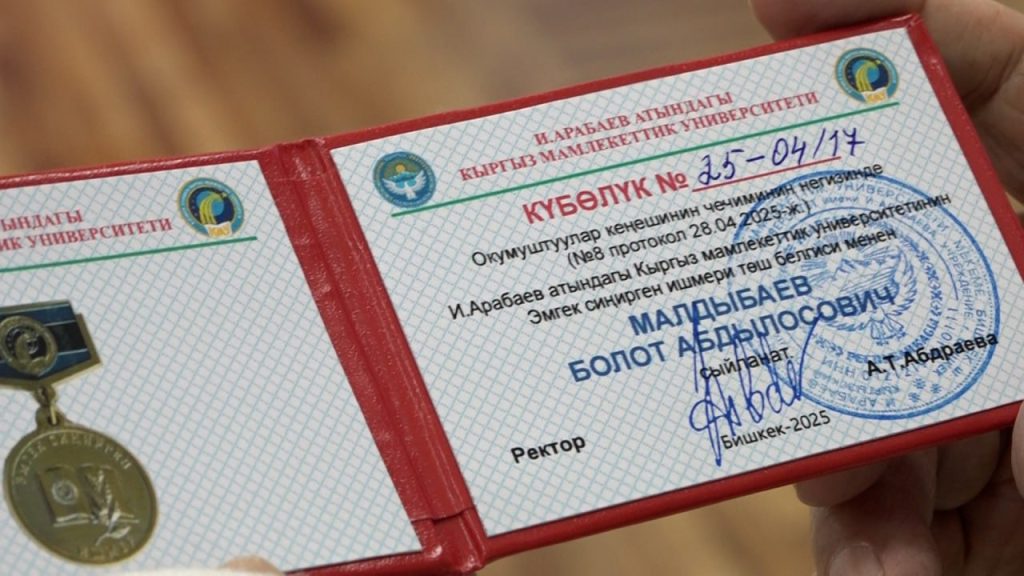 ТЫНДАГЫ
ИК УНИВЕРСИТЕТИ
И.АРАБАЕВ АТЫНДАГЫ
КЫРГЫЗ МАМЛЕКЕТТИК УНИВЕРСИТЕТИ
КҮБӨЛҮК № 25-04/17
Окумуштуулар кеңешинин чечиминин негизинде
(№8 протокол 28.04.2025-ж.)
И.Арабаев атындагы Кыргыз мамлекеттик университетинин
Эмгек сиңирген ишмери төш белгиси менен
МАЛДЫБАЕВ
БОЛОТ АБДЫЛОСОВИЧ
сыйланат.
Ректор
А.Т.Абдраева
Бишкек-2025